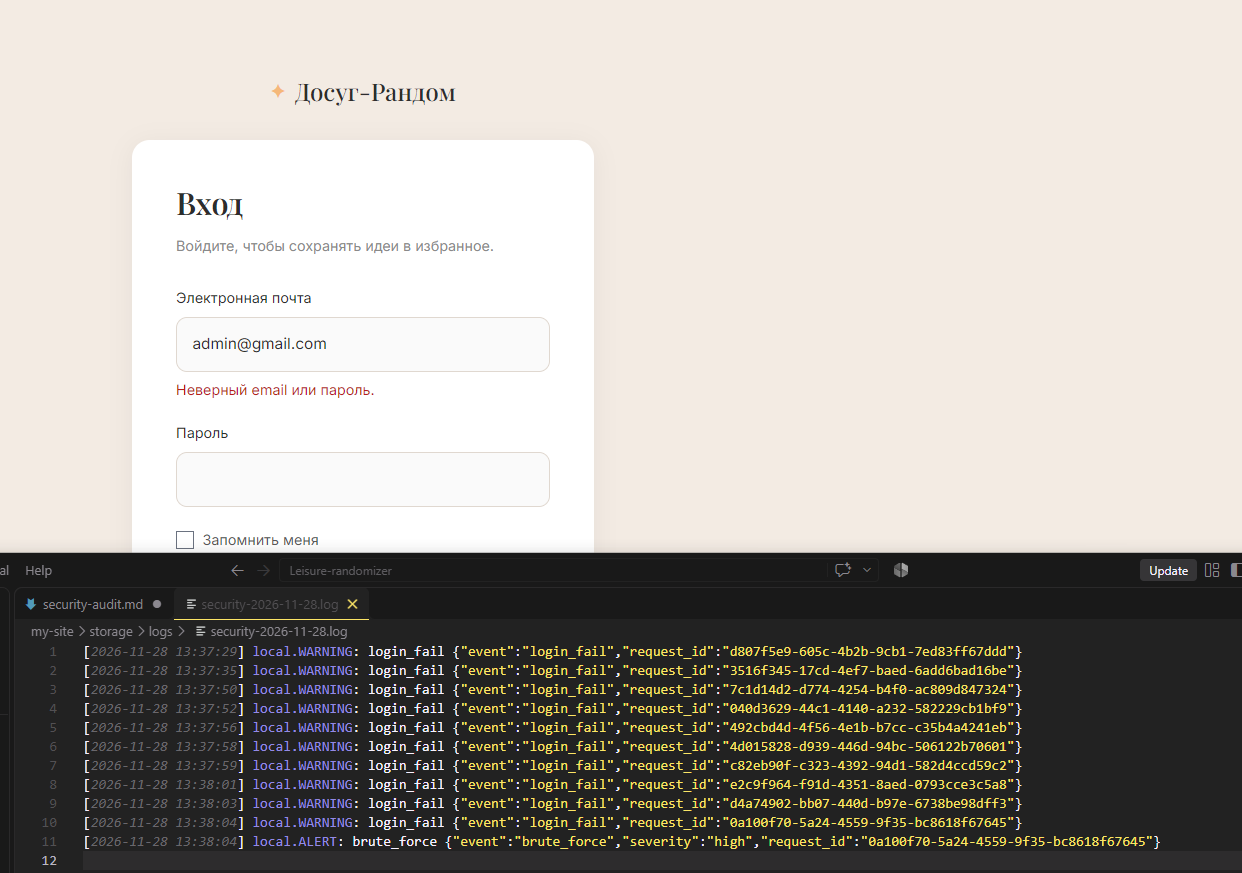 Досуг-Рандом
Вход
Войдите, чтобы сохранять идеи в избранное.
Электронная почта
admin@gmail.com
Неверный email или пароль.
Пароль
Запомнить меня
al Help Leisure-randomizer Update
security-audit.md security-2026-11-28.log
my-site > storage > logs > security-2026-11-28.log
1 [2026-11-28 13:37:29] local.WARNING: login_fail {"event":"login_fail","request_id":"d807f5e9-605c-4b2b-9cb1-7ed83ff67ddd"}
2 [2026-11-28 13:37:35] local.WARNING: login_fail {"event":"login_fail","request_id":"3516f345-17cd-4ef7-baed-6add6bad16be"}
3 [2026-11-28 13:37:50] local.WARNING: login_fail {"event":"login_fail","request_id":"7c1d14d2-d774-4254-b4f0-ac809d847324"}
4 [2026-11-28 13:37:52] local.WARNING: login_fail {"event":"login_fail","request_id":"040d3629-44c1-4140-a232-582229cb1bf9"}
5 [2026-11-28 13:37:56] local.WARNING: login_fail {"event":"login_fail","request_id":"492cbd4d-4f56-4e1b-b7cc-c35b4a4241eb"}
6 [2026-11-28 13:37:58] local.WARNING: login_fail {"event":"login_fail","request_id":"4d015828-d939-446d-94bc-506122b70601"}
7 [2026-11-28 13:37:59] local.WARNING: login_fail {"event":"login_fail","request_id":"c82eb90f-c323-4392-94d1-582d4ccd59c2"}
8 [2026-11-28 13:38:01] local.WARNING: login_fail {"event":"login_fail","request_id":"e2c9f964-f91d-4351-8aed-0793cce3c5a8"}
9 [2026-11-28 13:38:03] local.WARNING: login_fail {"event":"login_fail","request_id":"d4a74902-bb07-440d-b97e-6738be98dff3"}
10 [2026-11-28 13:38:04] local.WARNING: login_fail {"event":"login_fail","request_id":"0a100f70-5a24-4559-9f35-bc8618f67645"}
11 [2026-11-28 13:38:04] local.ALERT: brute_force {"event":"brute_force","severity":"high","request_id":"0a100f70-5a24-4559-9f35-bc8618f67645"}
12